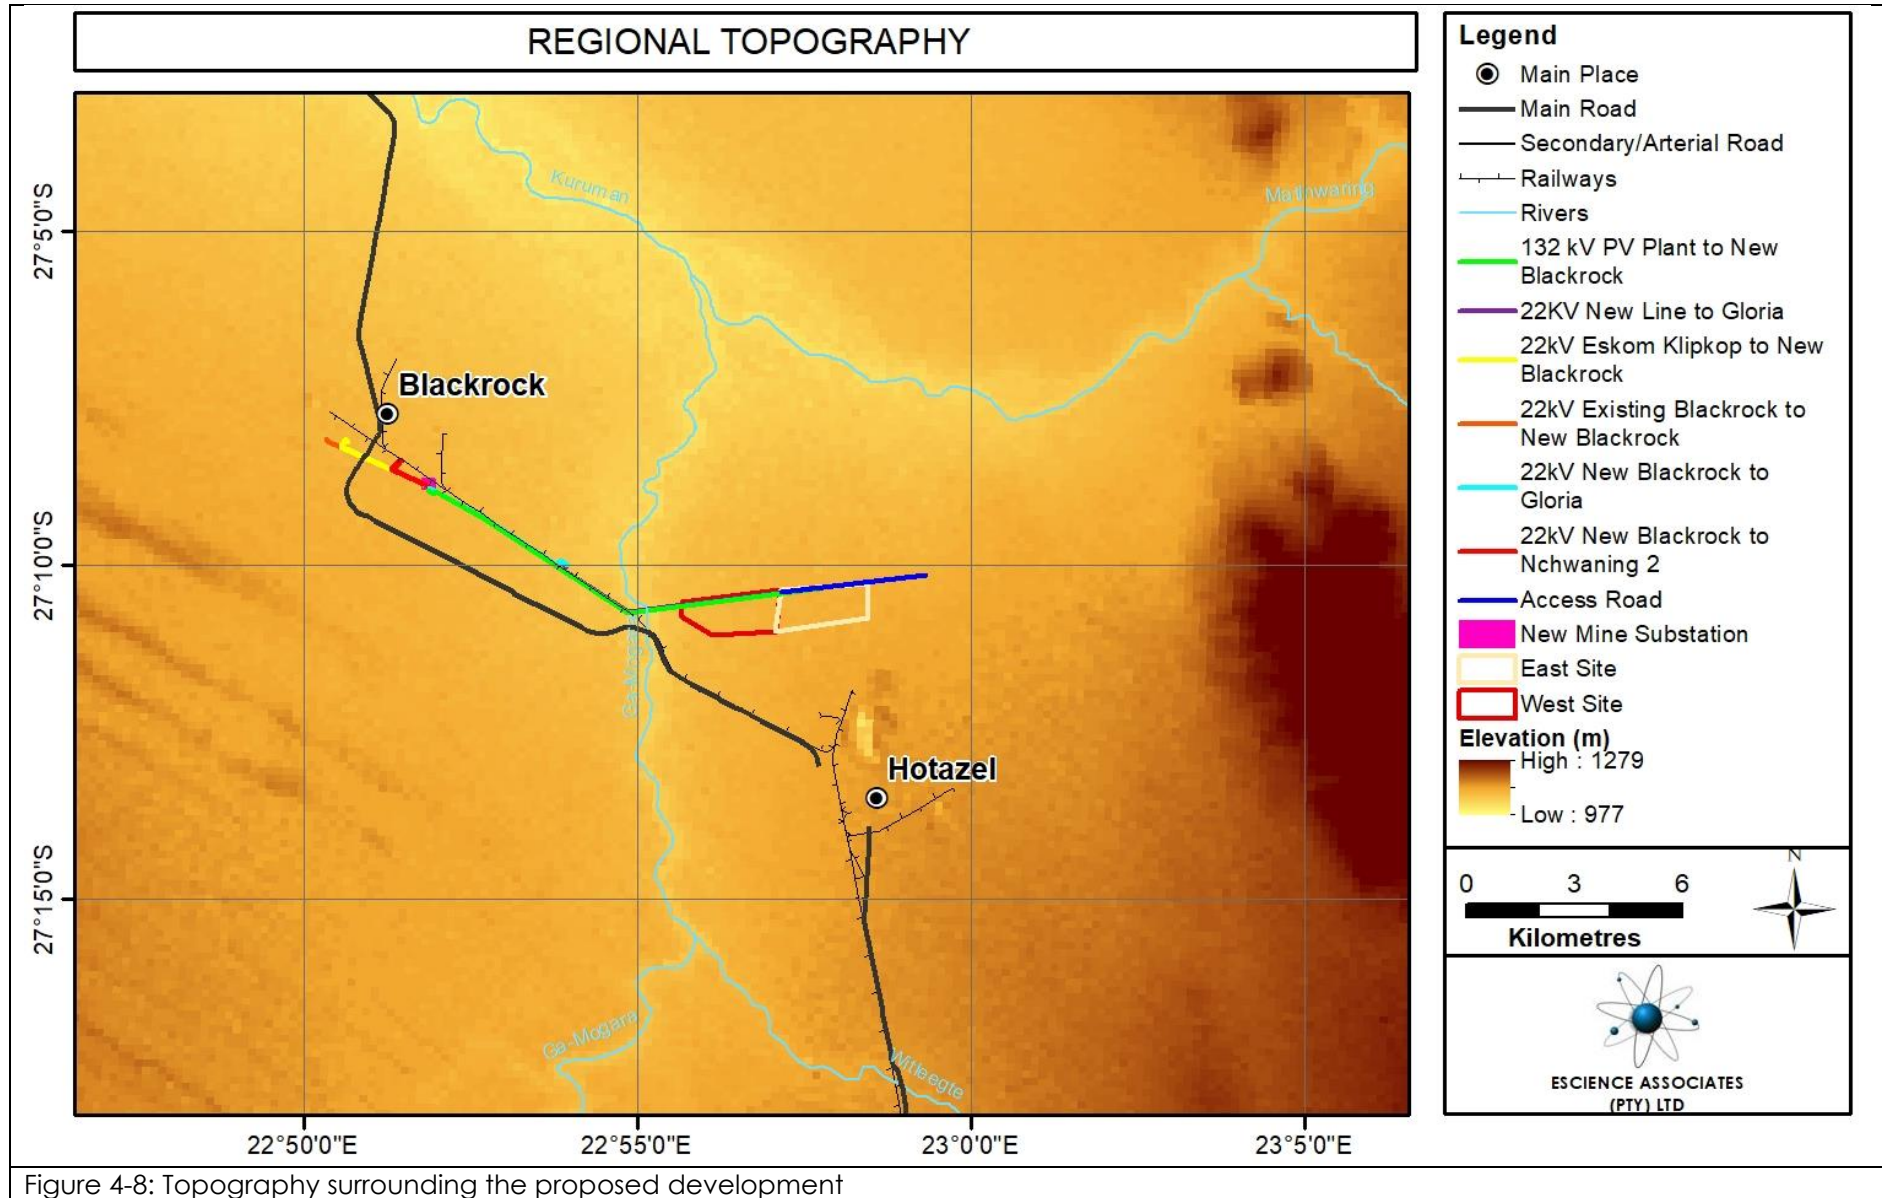 REGIONAL TOPOGRAPHY
27°5'0"S
27°10'0"S
27°15'0"S
Kuruman
Mathwaring
Blackrock
Ga-Mogara
Hotazel
Ga-Mogara
Witleegte
22°50'0"E
22°55'0"E
23°0'0"E
23°5'0"E
Legend
Main Place
Main Road
Secondary/Arterial Road
Railways
Rivers
132 kV PV Plant to New
Blackrock
22KV New Line to Gloria
22kV Eskom Klipkop to New
Blackrock
22kV Existing Blackrock to
New Blackrock
22kV New Blackrock to
Gloria
22kV New Blackrock to
Nchwaning 2
Access Road
New Mine Substation
East Site
West Site
Elevation (m)
High : 1279
Low : 977
N
0 3 6
Kilometres
ESCIENCE ASSOCIATES
(PTY) LTD
Figure 4-8: Topography surrounding the proposed development